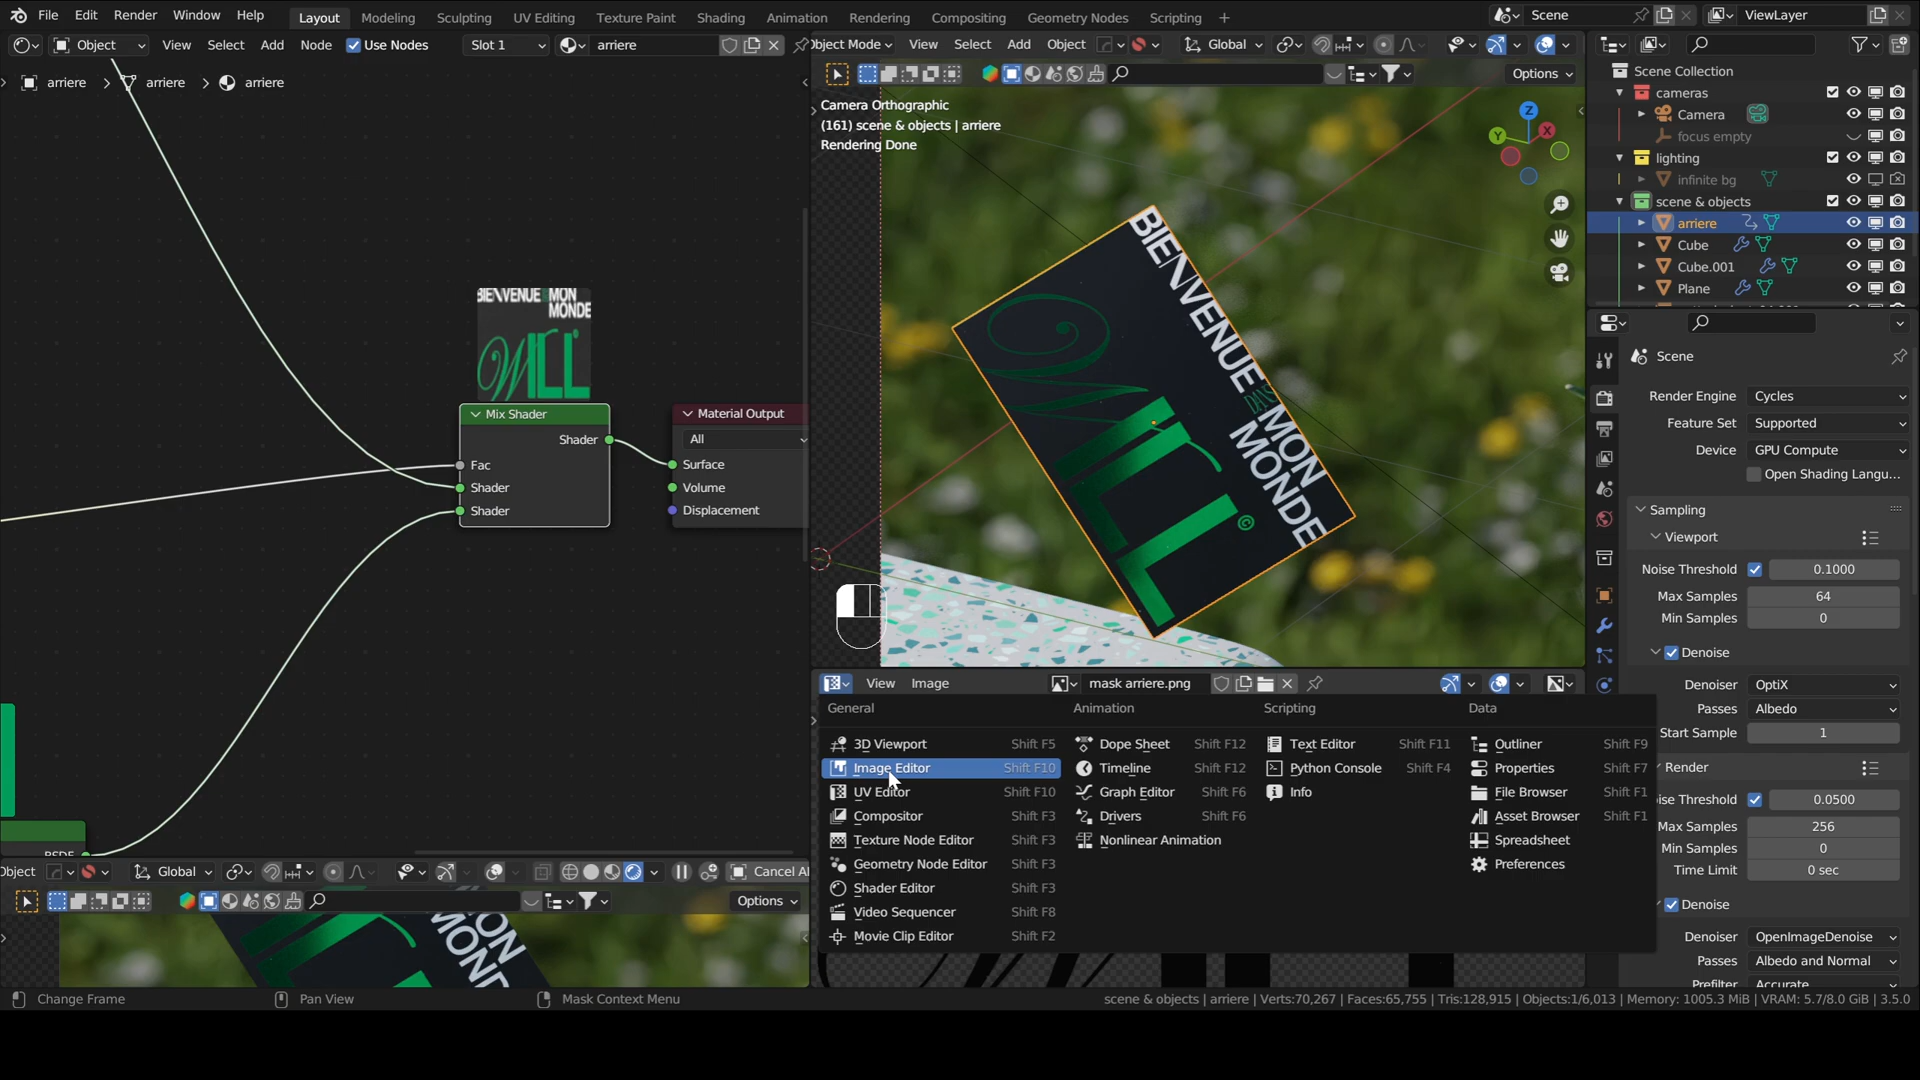 File Edit Render Window Help Layout Modeling Sculpting UV Editing Texture Paint Shading Animation Rendering Compositing Geometry Nodes Scripting + Scene ViewLayer
Object View Select Add Node Use Nodes Slot 1 arriere
Object Mode View Select Add Object Global
Options
arriere > arriere > arriere
Camera Orthographic
(161) scene & objects | arriere
Rendering Done
Z
X
Y
BIENVENUE
DANS
MON
MONDE
WILL
©
BIENVENUE MON
MONDE
WILL
Mix Shader
Shader
Fac
Shader
Shader
Material Output
All
Surface
Volume
Displacement
BSDF
Object Global Cancel
Options
MON
View Image mask arriere.png
General
3D Viewport Shift F5
Image Editor Shift F10
UV Editor Shift F10
Compositor Shift F3
Texture Node Editor Shift F3
Geometry Node Editor Shift F3
Shader Editor Shift F3
Video Sequencer Shift F8
Movie Clip Editor Shift F2
Animation
Dope Sheet Shift F12
Timeline Shift F12
Graph Editor Shift F6
Drivers Shift F6
Nonlinear Animation
Scripting
Text Editor Shift F11
Python Console Shift F4
Info
Data
Outliner Shift F9
Properties Shift F7
File Browser Shift F1
Asset Browser Shift F1
Spreadsheet
Preferences
Scene Collection
cameras
Camera
focus empty
lighting
infinite bg
scene & objects
arriere
Cube
Cube.001
Plane
Scene
Render Engine Cycles
Feature Set Supported
Device GPU Compute
Open Shading Langu...
Sampling
Viewport
Noise Threshold 0.1000
Max Samples 64
Min Samples 0
Denoise
Denoiser OptiX
Passes Albedo
Start Sample 1
Render
ise Threshold 0.0500
Max Samples 256
Min Samples 0
Time Limit 0 sec
Denoise
Denoiser OpenImageDenoise
Passes Albedo and Normal
Prefilter Accurate
Change Frame Pan View Mask Context Menu
scene & objects | arriere | Verts:70,267 | Faces:65,755 | Tris:128,915 | Objects:1/6,013 | Memory: 1005.3 MiB | VRAM: 5.7/8.0 GiB | 3.5.0